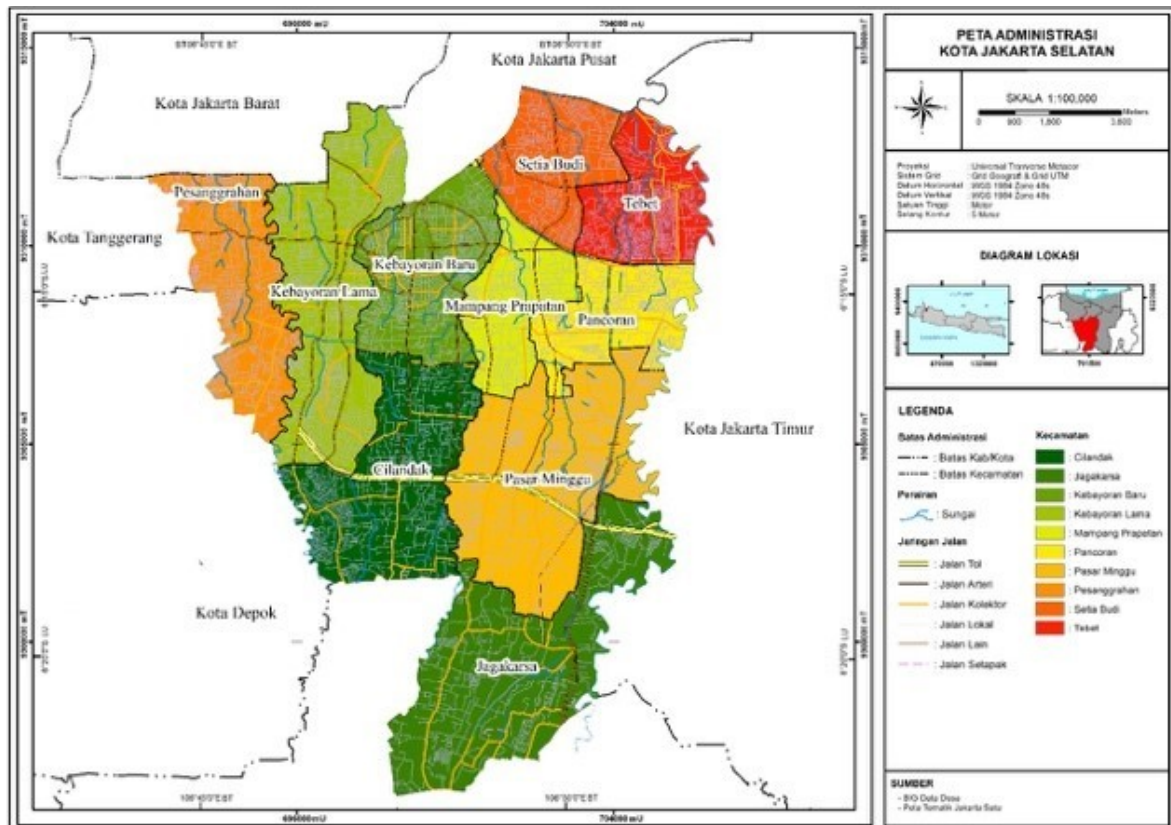 PETA ADMINISTRASI
KOTA JAKARTA SELATAN
SKALA 1:100,000
Meters
0 900 1,800 3,600
Proyeksi : Universal Tranverse Metacor
Sistem Grid : Grid Geografi & Grid UTM
Datum Horizontal : WGS 1984 Zona 48s
Datum Vertikal : WGS 1984 Zona 48s
Satuan Tinggi : Meter
Selang Kontur : 5 Meter
DIAGRAM LOKASI
LEGENDA
Batas Administrasi
: Batas Kab/Kota
: Batas Kecamatan
Perairan
: Sungai
Jaringan Jalan
: Jalan Tol
: Jalan Arteri
: Jalan Kolektor
: Jalan Lokal
: Jalan Lain
: Jalan Setapak
Kecamatan
: Cilandak
: Jagakarsa
: Kebayoran Baru
: Kebayoran Lama
: Mampang Prapatan
: Pancoran
: Pasar Minggu
: Pesanggrahan
: Setia Budi
: Tebet
SUMBER
- BIG Data Desa
- Peta Tematik Jakarta Satu
Kota Jakarta Pusat
Kota Jakarta Barat
Setia Budi
Pesanggrahan
Tebet
Kota Tanggerang
Kebayoran Baru
Kebayoran Lama
Mampang Prapatan
Pancoran
Kota Jakarta Timur
Cilandak
Pasar Minggu
Kota Depok
Jagakarsa